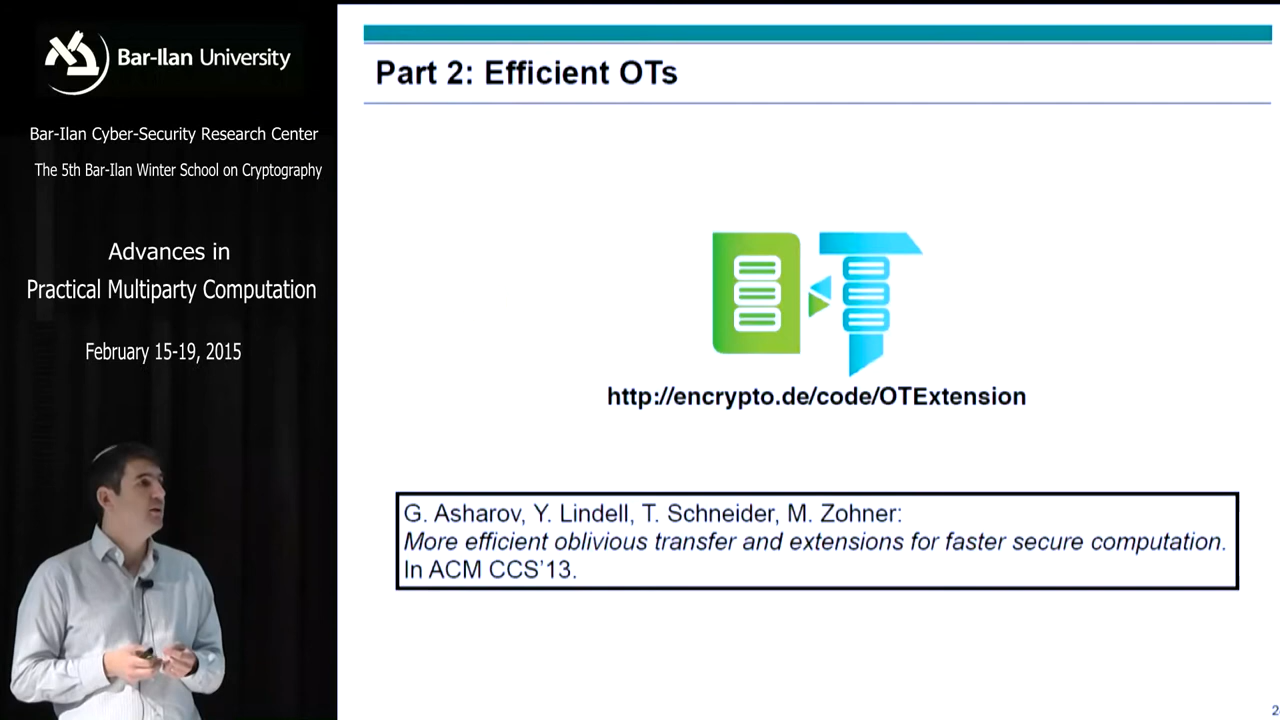 Bar-Ilan University
Bar-Ilan Cyber-Security Research Center
The 5th Bar-Ilan Winter School on Cryptography
Advances in
Practical Multiparty Computation
February 15-19, 2015
Part 2: Efficient OTs
http://encrypto.de/code/OTExtension
G. Asharov, Y. Lindell, T. Schneider, M. Zohner:
More efficient oblivious transfer and extensions for faster secure computation.
In ACM CCS'13.